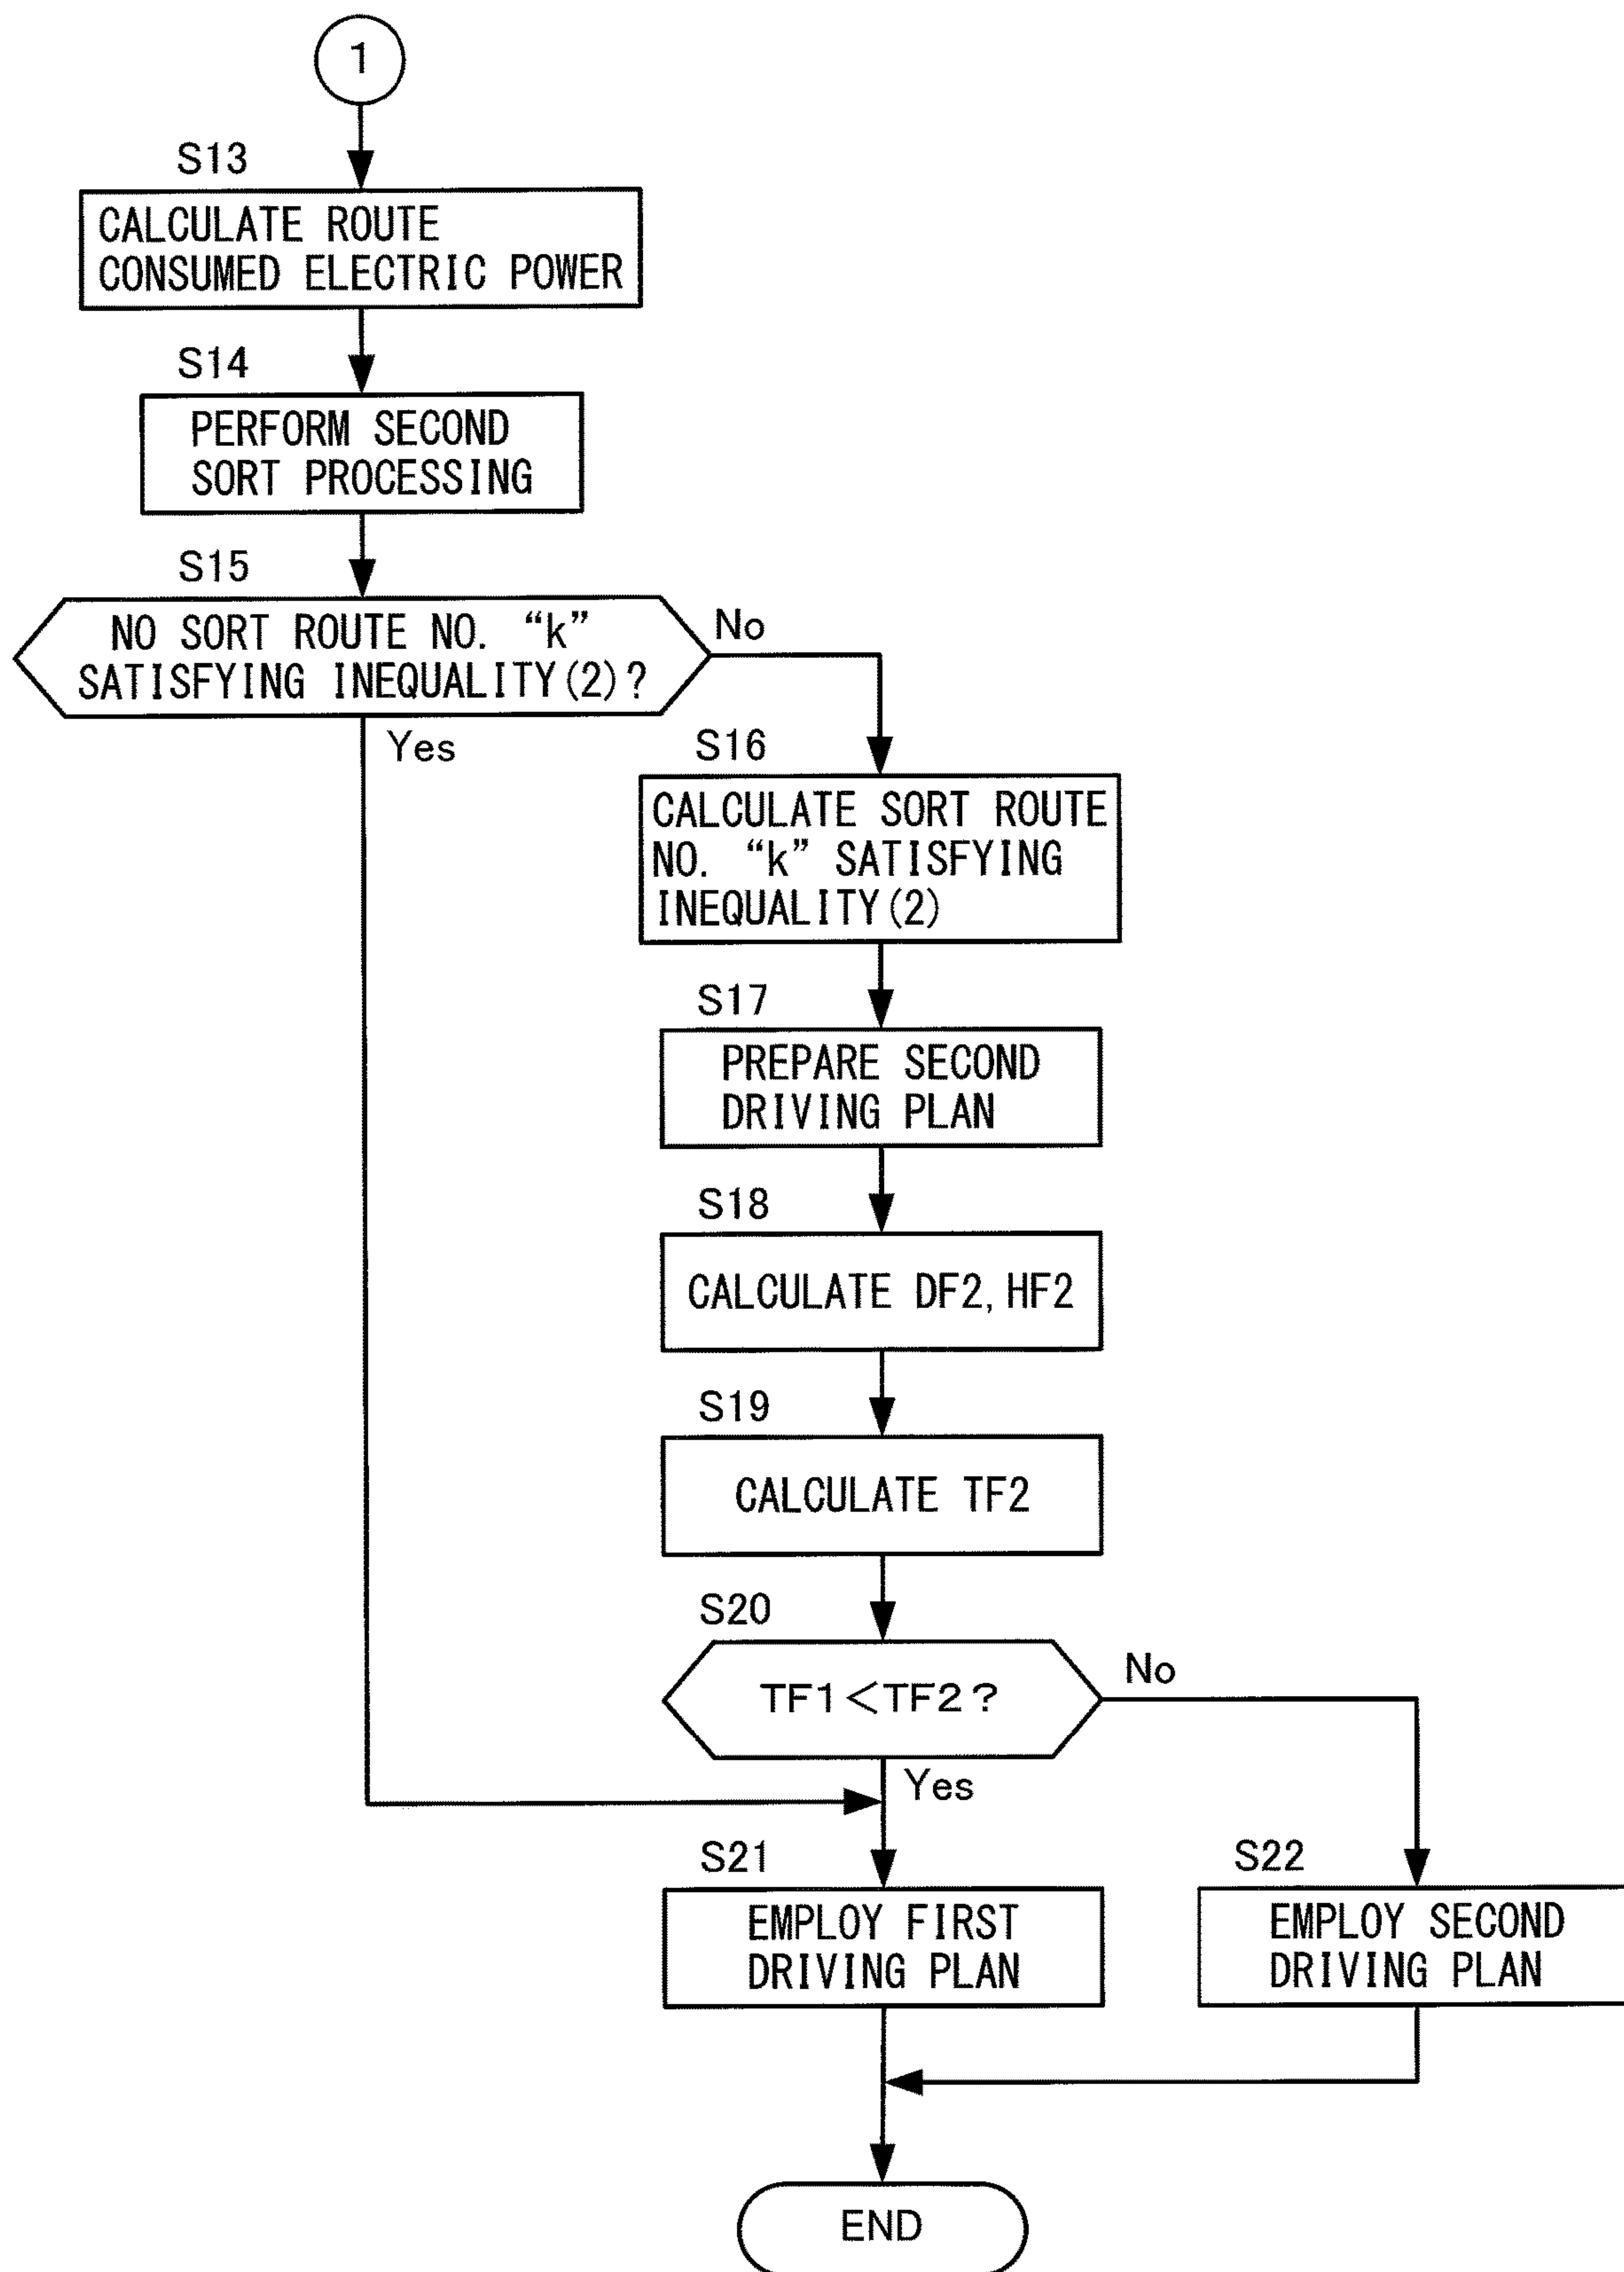 1
S13
CALCULATE ROUTE
CONSUMED ELECTRIC POWER
S14
PERFORM SECOND
SORT PROCESSING
S15
NO SORT ROUTE NO. “k”
SATISFYING INEQUALITY(2)?
No
Yes
S16
CALCULATE SORT ROUTE
NO. “k” SATISFYING
INEQUALITY(2)
S17
PREPARE SECOND
DRIVING PLAN
S18
CALCULATE DF2, HF2
S19
CALCULATE TF2
S20
TF1<TF2?
No
Yes
S21
EMPLOY FIRST
DRIVING PLAN
S22
EMPLOY SECOND
DRIVING PLAN
END